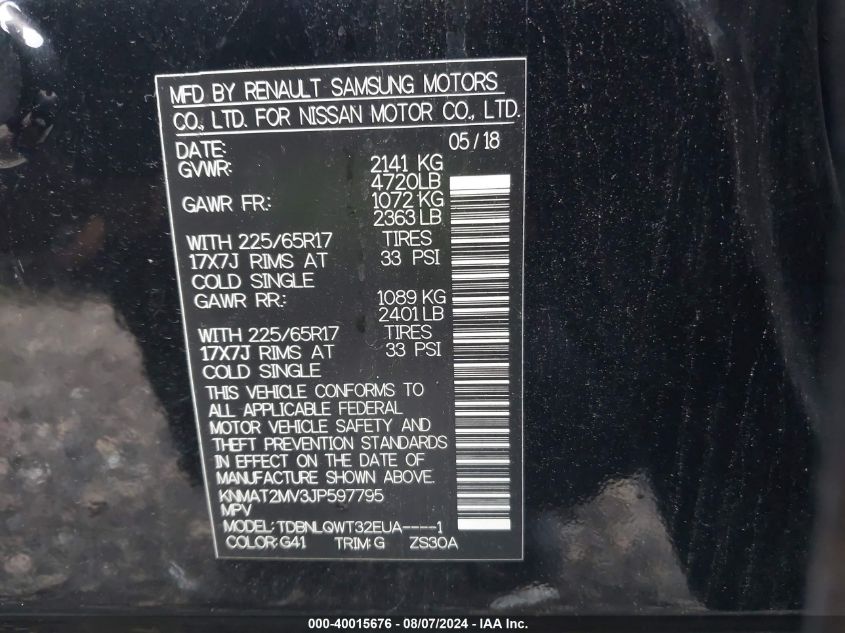 MFD BY RENAULT SAMSUNG MOTORS
CO., LTD. FOR NISSAN MOTOR CO., LTD.
DATE: 05/18
GVWR: 2141 KG
4720LB
GAWR FR: 1072 KG
2363 LB
WITH 225/65R17 TIRES
17X7J RIMS AT 33 PSI
COLD SINGLE
GAWR RR: 1089 KG
2401 LB
WITH 225/65R17 TIRES
17X7J RIMS AT 33 PSI
COLD SINGLE
THIS VEHICLE CONFORMS TO
ALL APPLICABLE FEDERAL
MOTOR VEHICLE SAFETY AND
THEFT PREVENTION STANDARDS
IN EFFECT ON THE DATE OF
MANUFACTURE SHOWN ABOVE.
KNMAT2MV3JP597795
MPV
MODEL: TDBNLQWT32EUA----1
COLOR: G41 TRIM: G ZS30A
000-40015676 - 08/07/2024 - IAA Inc.